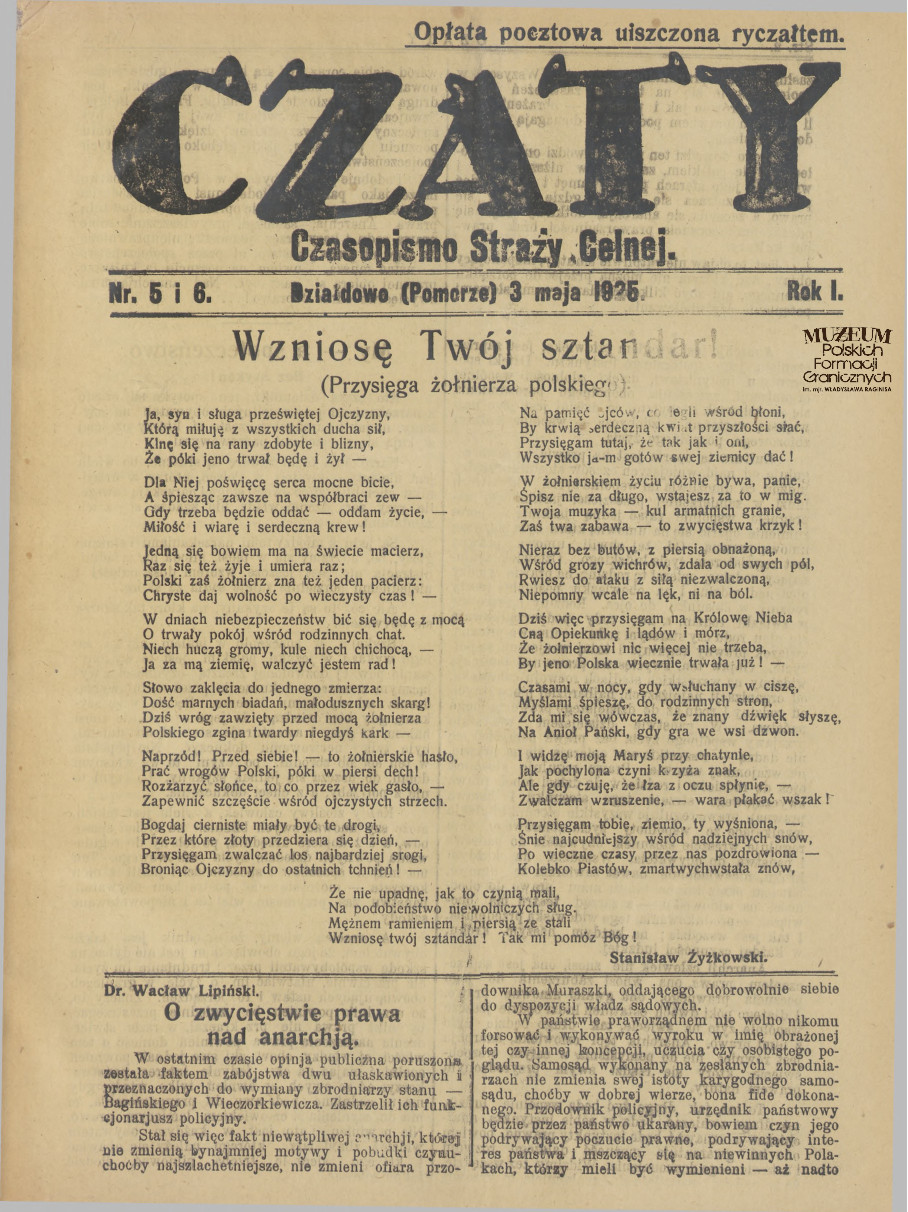 Opłata pocztowa uiszczona ryczałtem.
CZATY
Czasopismo Straży Celnej.
Nr. 5 i 6. Działdowo (Pomorze) 3 maja 1925. Rok I.
Wzniosę Twój sztandar!
(Przysięga żołnierza polskiego).
MUZEUM
Polskich
Formacji
Granicznych
im. mjr. WŁADYSŁAWA RAGINISA
Ja, syn i sługa przeświętej Ojczyzny,
Którą miłuję z wszystkich ducha sił,
Klnę się na rany zdobyte i blizny,
Że póki jeno trwał będę i żył —
Dla Niej poświęcę serca mocne bicie,
A śpiesząc zawsze na współbraci zew —
Gdy trzeba będzie oddać — oddam życie, —
Miłość i wiarę i serdeczną krew!
Jedną się bowiem ma na świecie macierz,
Raz się też żyje i umiera raz;
Polski zaś żołnierz zna też jeden pacierz:
Chryste daj wolność po wieczysty czas! —
W dniach niebezpieczeństw bić się będę z mocą
O trwały pokój wśród rodzinnych chat.
Niech huczą gromy, kule niech chichocą, —
Ja za mą ziemię, walczyć jestem rad!
Słowo zaklęcia do jednego zmierza:
Dość marnych biadań, małodusznych skarg!
Dziś wróg zawzięty przed mocą żołnierza
Polskiego zgina twardy niegdyś kark —
Naprzód! Przed siebie! — to żołnierskie hasło,
Prać wrogów Polski, póki w piersi dech!
Rozżarzyć słońce, to co przez wiek gasło, —
Zapewnić szczęście wśród ojczystych strzech.
Bogdaj cierniste miały być te drogi,
Przez które złoty przedziera się dzień, —
Przysięgam zwalczać los najbardziej srogi,
Broniąc Ojczyzny do ostatnich tchnień! —
Na pamięć ojców, co legli wśród błoni,
By krwią serdeczną kwiat przyszłości słać,
Przysięgam tutaj, że tak jak i oni,
Wszystko ja-m gotów swej ziemicy dać!
W żołnierskiem życiu różnie bywa, panie,
Śpisz nie za długo, wstajesz za to w mig.
Twoja muzyka — kul armatnich granie,
Zaś twa zabawa — to zwycięstwa krzyk!
Nieraz bez butów, z piersią obnażoną,
Wśród grozy wichrów, zdala od swych pól,
Rwiesz do ataku z siłą niezwalczoną,
Niepomny wcale na lęk, ni na ból.
Dziś więc przysięgam na Królowę Nieba
Cną Opiekunkę i lądów i mórz,
Że żołnierzowi nic więcej nie trzeba,
By jeno Polska wiecznie trwała już! —
Czasami w nocy, gdy wsłuchany w ciszę,
Myślami śpieszę, do rodzinnych stron,
Zda mi się wówczas, że znany dźwięk słyszę,
Na Anioł Pański, gdy gra we wsi dzwon.
I widzę moją Maryś przy chatynie,
Jak pochylona czyni krzyża znak,
Ale gdy czuję, że łza z oczu spłynie, —
Zwalczam wzruszenie, — wara płakać wszak!
Przysięgam tobie, ziemio, ty wyśniona, —
Śnie najcudniejszy wśród nadziejnych snów,
Po wieczne czasy przez nas pozdrowiona —
Kolebko Piastów, zmartwychwstała znów,
Że nie upadnę, jak to czynią mali,
Na podobieństwo niewolniczych sług.
Mężnem ramieniem i piersią ze stali
Wzniosę twój sztandar! Tak mi pomóż Bóg!
Stanisław Żyżkowski.
Dr. Wacław Lipiński.
O zwycięstwie prawa
nad anarchją.
W ostatnim czasie opinja publiczna poruszona
została faktem zabójstwa dwu ułaskawionych i
przeznaczonych do wymiany zbrodniarzy stanu —
Bagińskiego i Wieczorkiewicza. Zastrzelił ich funk-
cjonarjusz policyjny.
Stał się więc fakt niewątpliwej anarchji, której
nie zmienią bynajmniej motywy i pobudki czynu—
choćby najszlachetniejsze, nie zmieni ofiara przo-
downika Muraszki, oddającego dobrowolnie siebie
do dyspozycji władz sądowych.
W państwie praworządnem nie wolno nikomu
forsować i wykonywać wyroku w imię obrażonej
tej czy innej koncepcji, uczucia czy osobistego po-
glądu. Samosąd wykonany na zesłanych zbrodnia-
rzach nie zmienia swej istoty karygodnego samo-
sądu, choćby w dobrej wierze, bona fide dokona-
nego. Przodownik policyjny, urzędnik państwowy
będzie przez państwo ukarany, bowiem czyn jego
podrywający poczucie prawne, podrywający inte-
res państwa i mszczący się na niewinnych Pola-
kach, którzy mieli być wymienieni — aż nadto